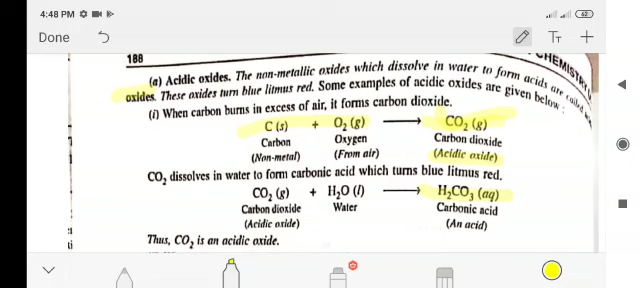 4:48 PM
62
Done
188
CHEMISTRY
(a) Acidic oxides. The non-metallic oxides which dissolve in water to form acids are called
oxides. These oxides turn blue litmus red. Some examples of acidic oxides are given below :
(i) When carbon burns in excess of air, it forms carbon dioxide.
C (s) + O₂ (g) ⟶ CO₂ (g)
Carbon Oxygen Carbon dioxide
(Non-metal) (From air) (Acidic oxide)
CO₂ dissolves in water to form carbonic acid which turns blue litmus red.
CO₂ (g) + H₂O (l) ⟶ H₂CO₃ (aq)
Carbon dioxide Water Carbonic acid
(Acidic oxide) (An acid)
Thus, CO₂ is an acidic oxide.